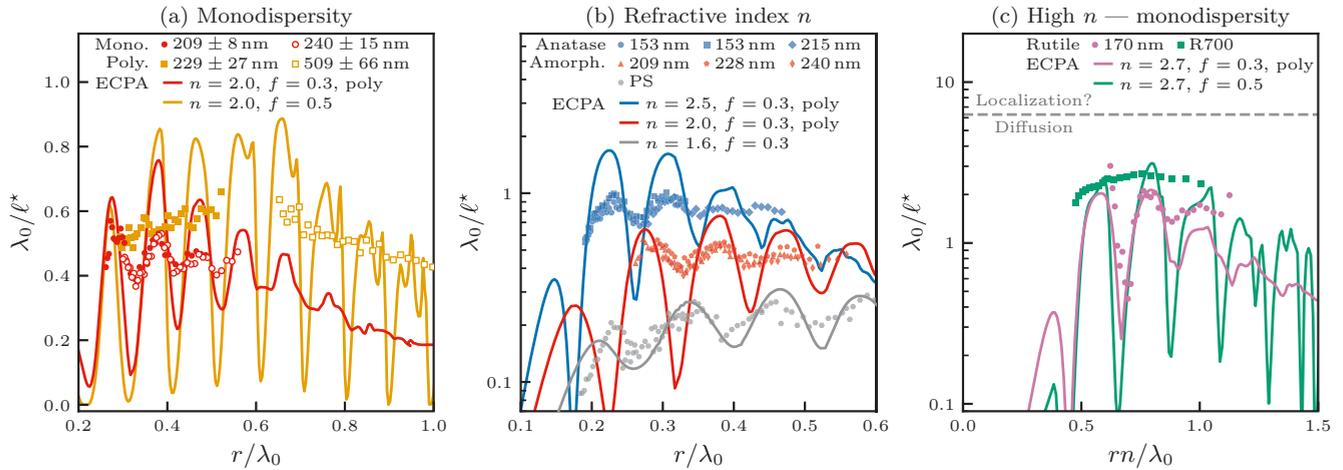 (a) Monodispersity
Mono. 209 ± 8 nm 240 ± 15 nm
Poly. 229 ± 27 nm 509 ± 66 nm
ECPA n = 2.0, f = 0.3, poly
n = 2.0, f = 0.5
1.0
0.8
0.6
0.4
0.2
0.0
λ₀/ℓ⋆
0.2 0.4 0.6 0.8 1.0
r/λ₀
(b) Refractive index n
Anatase 153 nm 153 nm 215 nm
Amorph. 209 nm 228 nm 240 nm
PS
ECPA n = 2.5, f = 0.3, poly
n = 2.0, f = 0.3, poly
n = 1.6, f = 0.3
1
0.1
λ₀/ℓ⋆
0.1 0.2 0.3 0.4 0.5 0.6
r/λ₀
(c) High n — monodispersity
Rutile 170 nm R700
ECPA n = 2.7, f = 0.3, poly
n = 2.7, f = 0.5
Localization?
Diffusion
10
1
0.1
λ₀/ℓ⋆
0.0 0.5 1.0 1.5
rn/λ₀